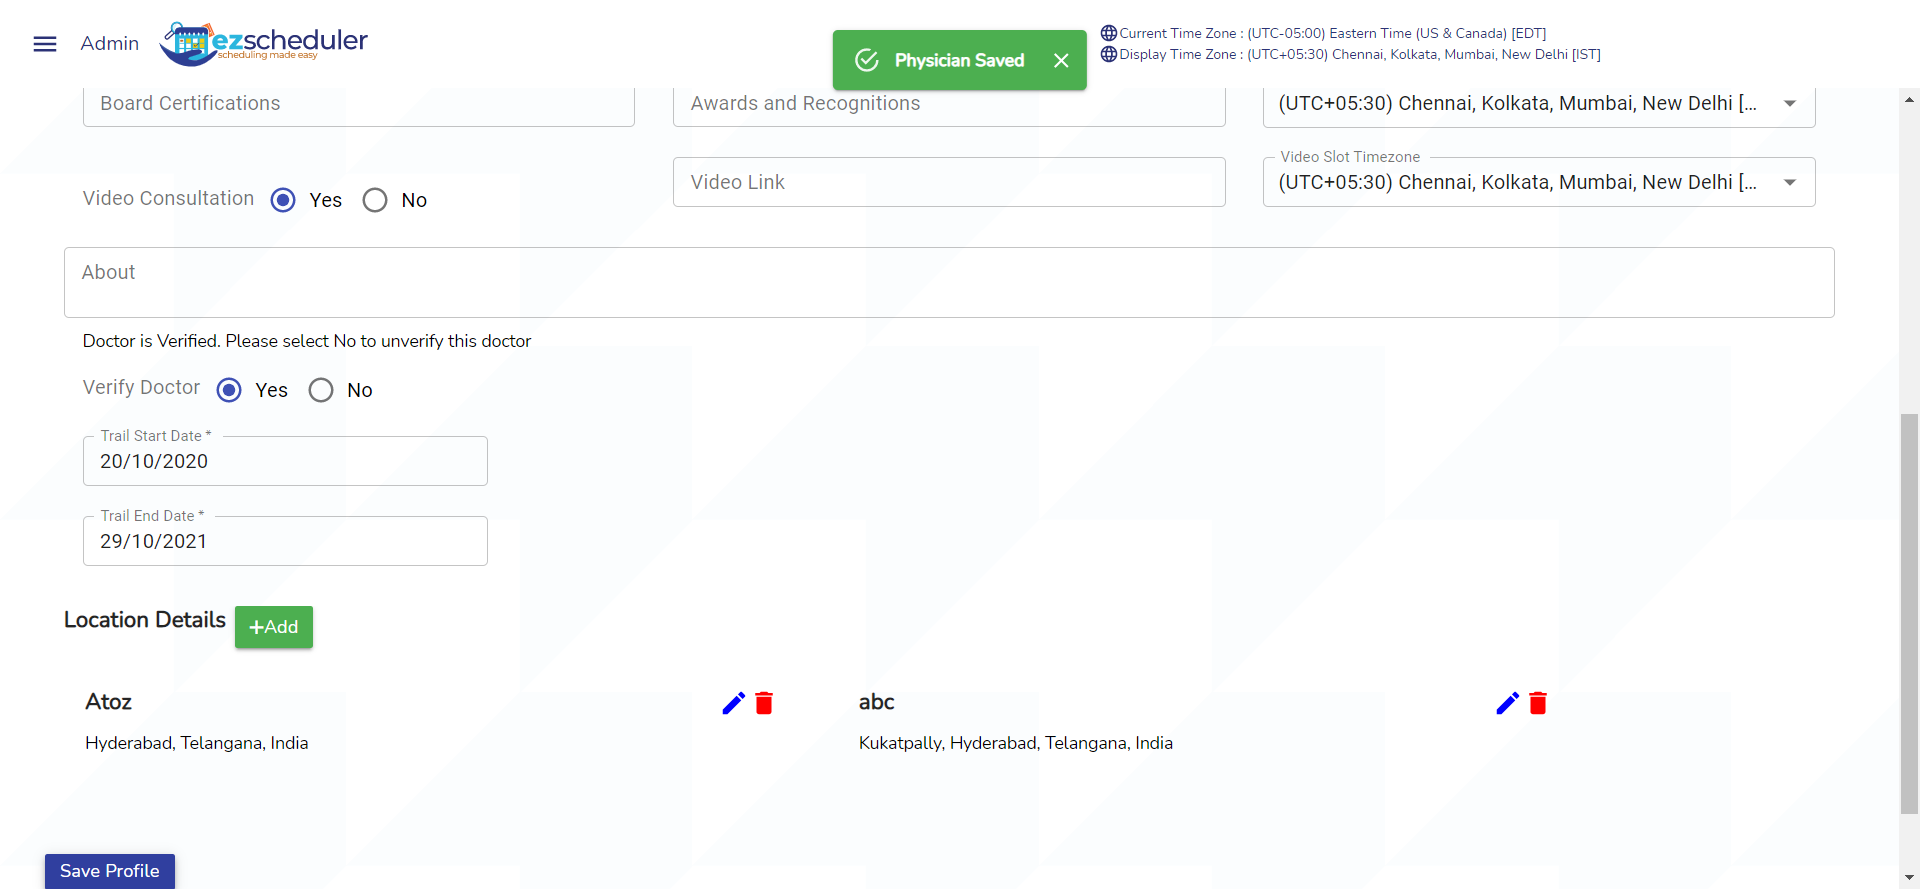 Admin
ezscheduler
scheduling made easy
Physician Saved
Current Time Zone : (UTC-05:00) Eastern Time (US & Canada) [EDT]
Display Time Zone : (UTC+05:30) Chennai, Kolkata, Mumbai, New Delhi [IST]
Board Certifications
Awards and Recognitions
(UTC+05:30) Chennai, Kolkata, Mumbai, New Delhi [...
Video Consultation
Yes
No
Video Link
Video Slot Timezone
(UTC+05:30) Chennai, Kolkata, Mumbai, New Delhi [...
About
Doctor is Verified. Please select No to unverify this doctor
Verify Doctor
Yes
No
Trail Start Date *
20/10/2020
Trail End Date *
29/10/2021
Location Details
+Add
Atoz
Hyderabad, Telangana, India
abc
Kukatpally, Hyderabad, Telangana, India
Save Profile